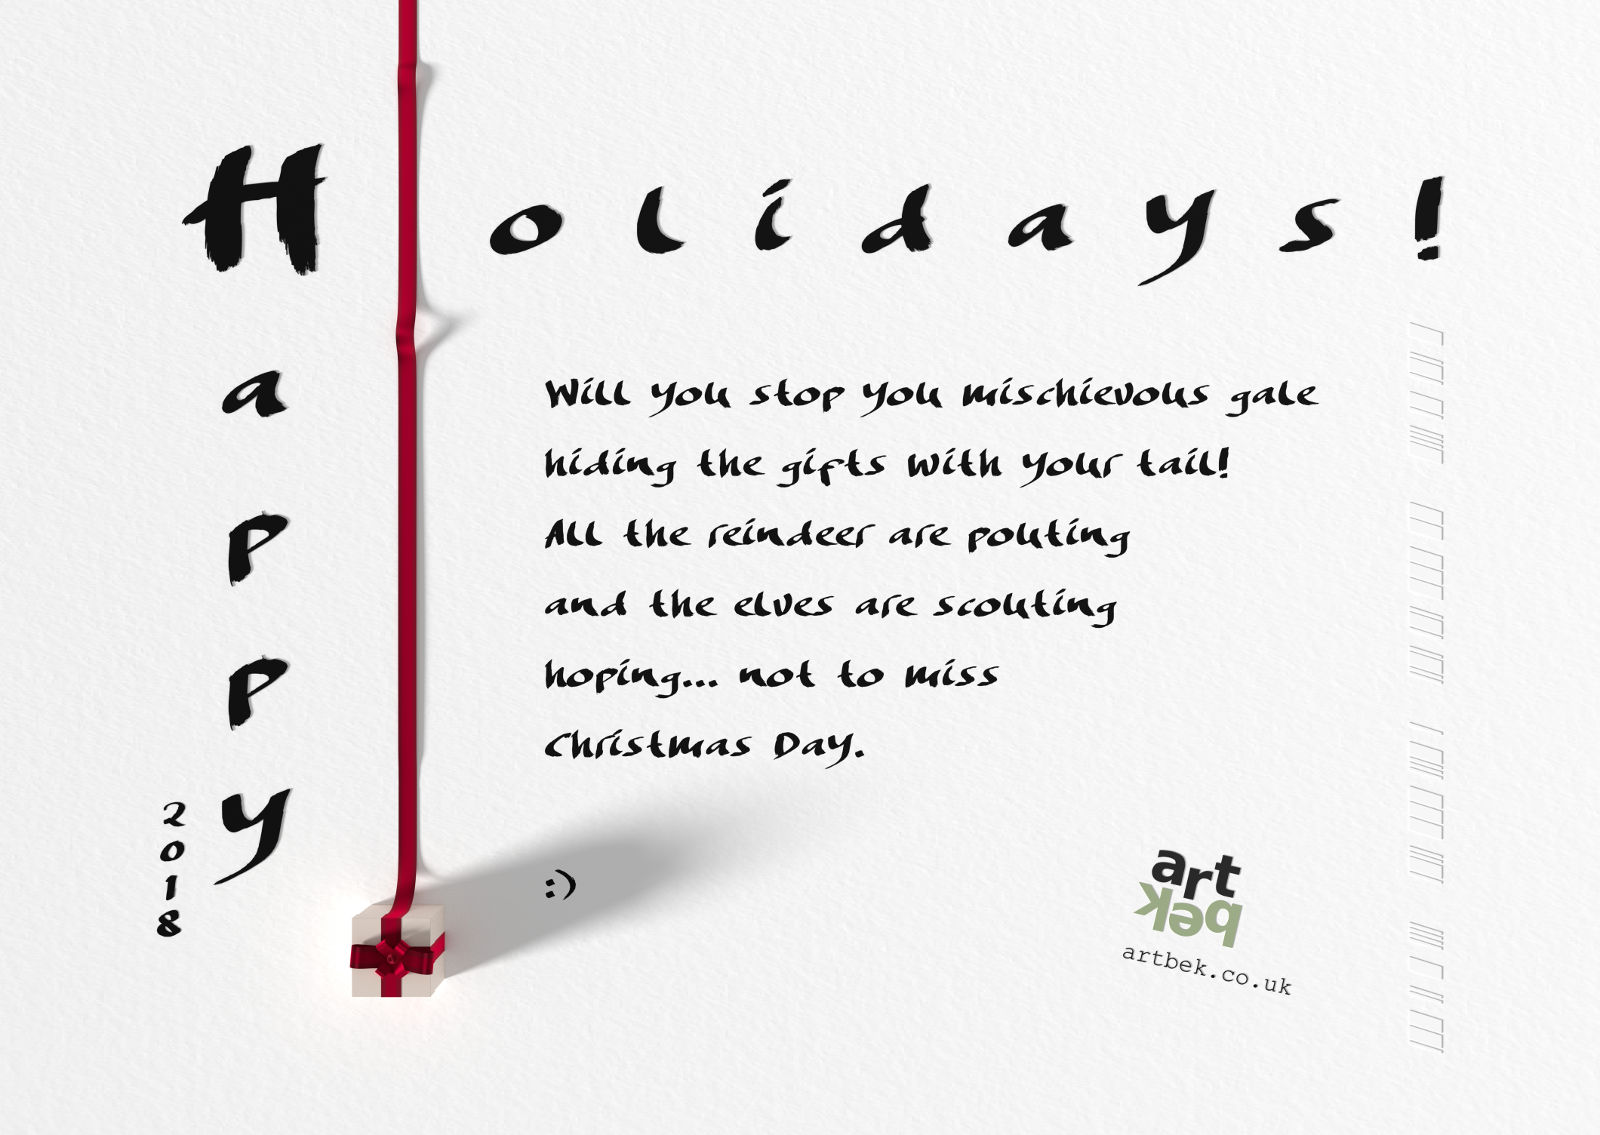 Holidays!
appy
2018
Will you stop you mischievous gale
hiding the gifts with your tail!
All the reindeer are pouting
and the elves are scouting
hoping... not to miss
Christmas Day.
:)
art
bek
artbek.co.uk